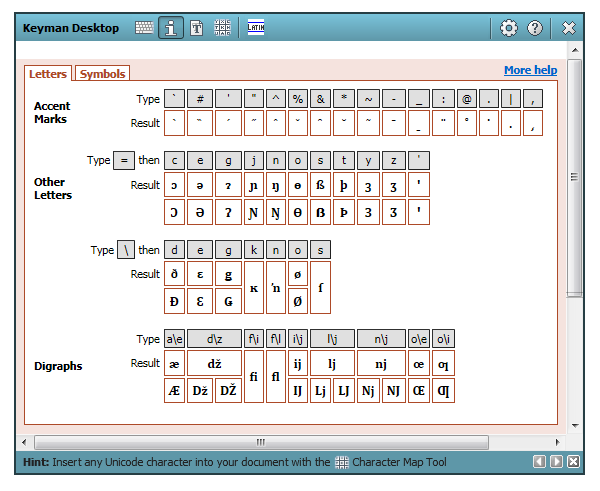 Keyman Desktop
LATIN
Letters Symbols More help
Accent Marks
Type ` # ' " ^ % & * ~ - _ : @ . | ,
Result
Other Letters
Type = then c e g j n o s t y z '
Result ɔ ə ɂ ɲ ŋ ɵ ß þ ȝ ʒ
Ɔ Ə Ɂ Ɲ Ŋ Ɵ ẞ Þ Ȝ Ʒ
Type \ then d e g k n o s
Result ð ɛ ǥ ĸ ŉ ø ſ
Ð Ɛ Ǥ Ø
Digraphs
Type a\e d\z f\i f\l i\j l\j n\j o\e o\i
Result æ dž fi fl ij lj nj œ ƣ
Æ Dž DŽ IJ Lj LJ Nj NJ Œ Ƣ
Hint: Insert any Unicode character into your document with the Character Map Tool